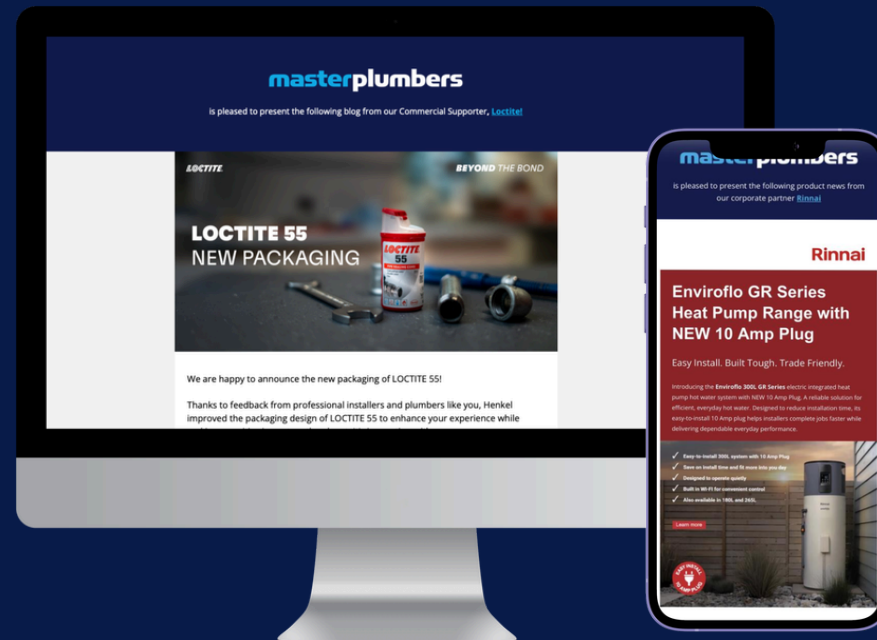 masterplumbers
is pleased to present the following blog from our Commercial Supporter, Loctite!
LOCTITE
BEYOND THE BOND
LOCTITE 55
NEW PACKAGING
LOCTITE
55
We are happy to announce the new packaging of LOCTITE 55!
Thanks to feedback from professional installers and plumbers like you, Henkel
improved the packaging design of LOCTITE 55 to enhance your experience while
masterplumbers
is pleased to present the following product news from
our corporate partner Rinnai
Rinnai
Enviroflo GR Series
Heat Pump Range with
NEW 10 Amp Plug
Easy Install. Built Tough. Trade Friendly.
Introducing the Enviroflo 300L GR Series electric integrated heat
pump hot water system with NEW 10 Amp Plug. A reliable solution for
efficient, everyday hot water. Designed to reduce installation time, its
easy-to-install 10 Amp plug helps installers complete jobs faster while
delivering dependable everyday performance.
Easy-to-install 300L system with 10 Amp Plug
Save on install time and fit more into you day
Designed to operate quietly
Built in Wi-Fi for convenient control
Also available in 190L and 265L
Learn more
EASY INSTALL
10 AMP PLUG